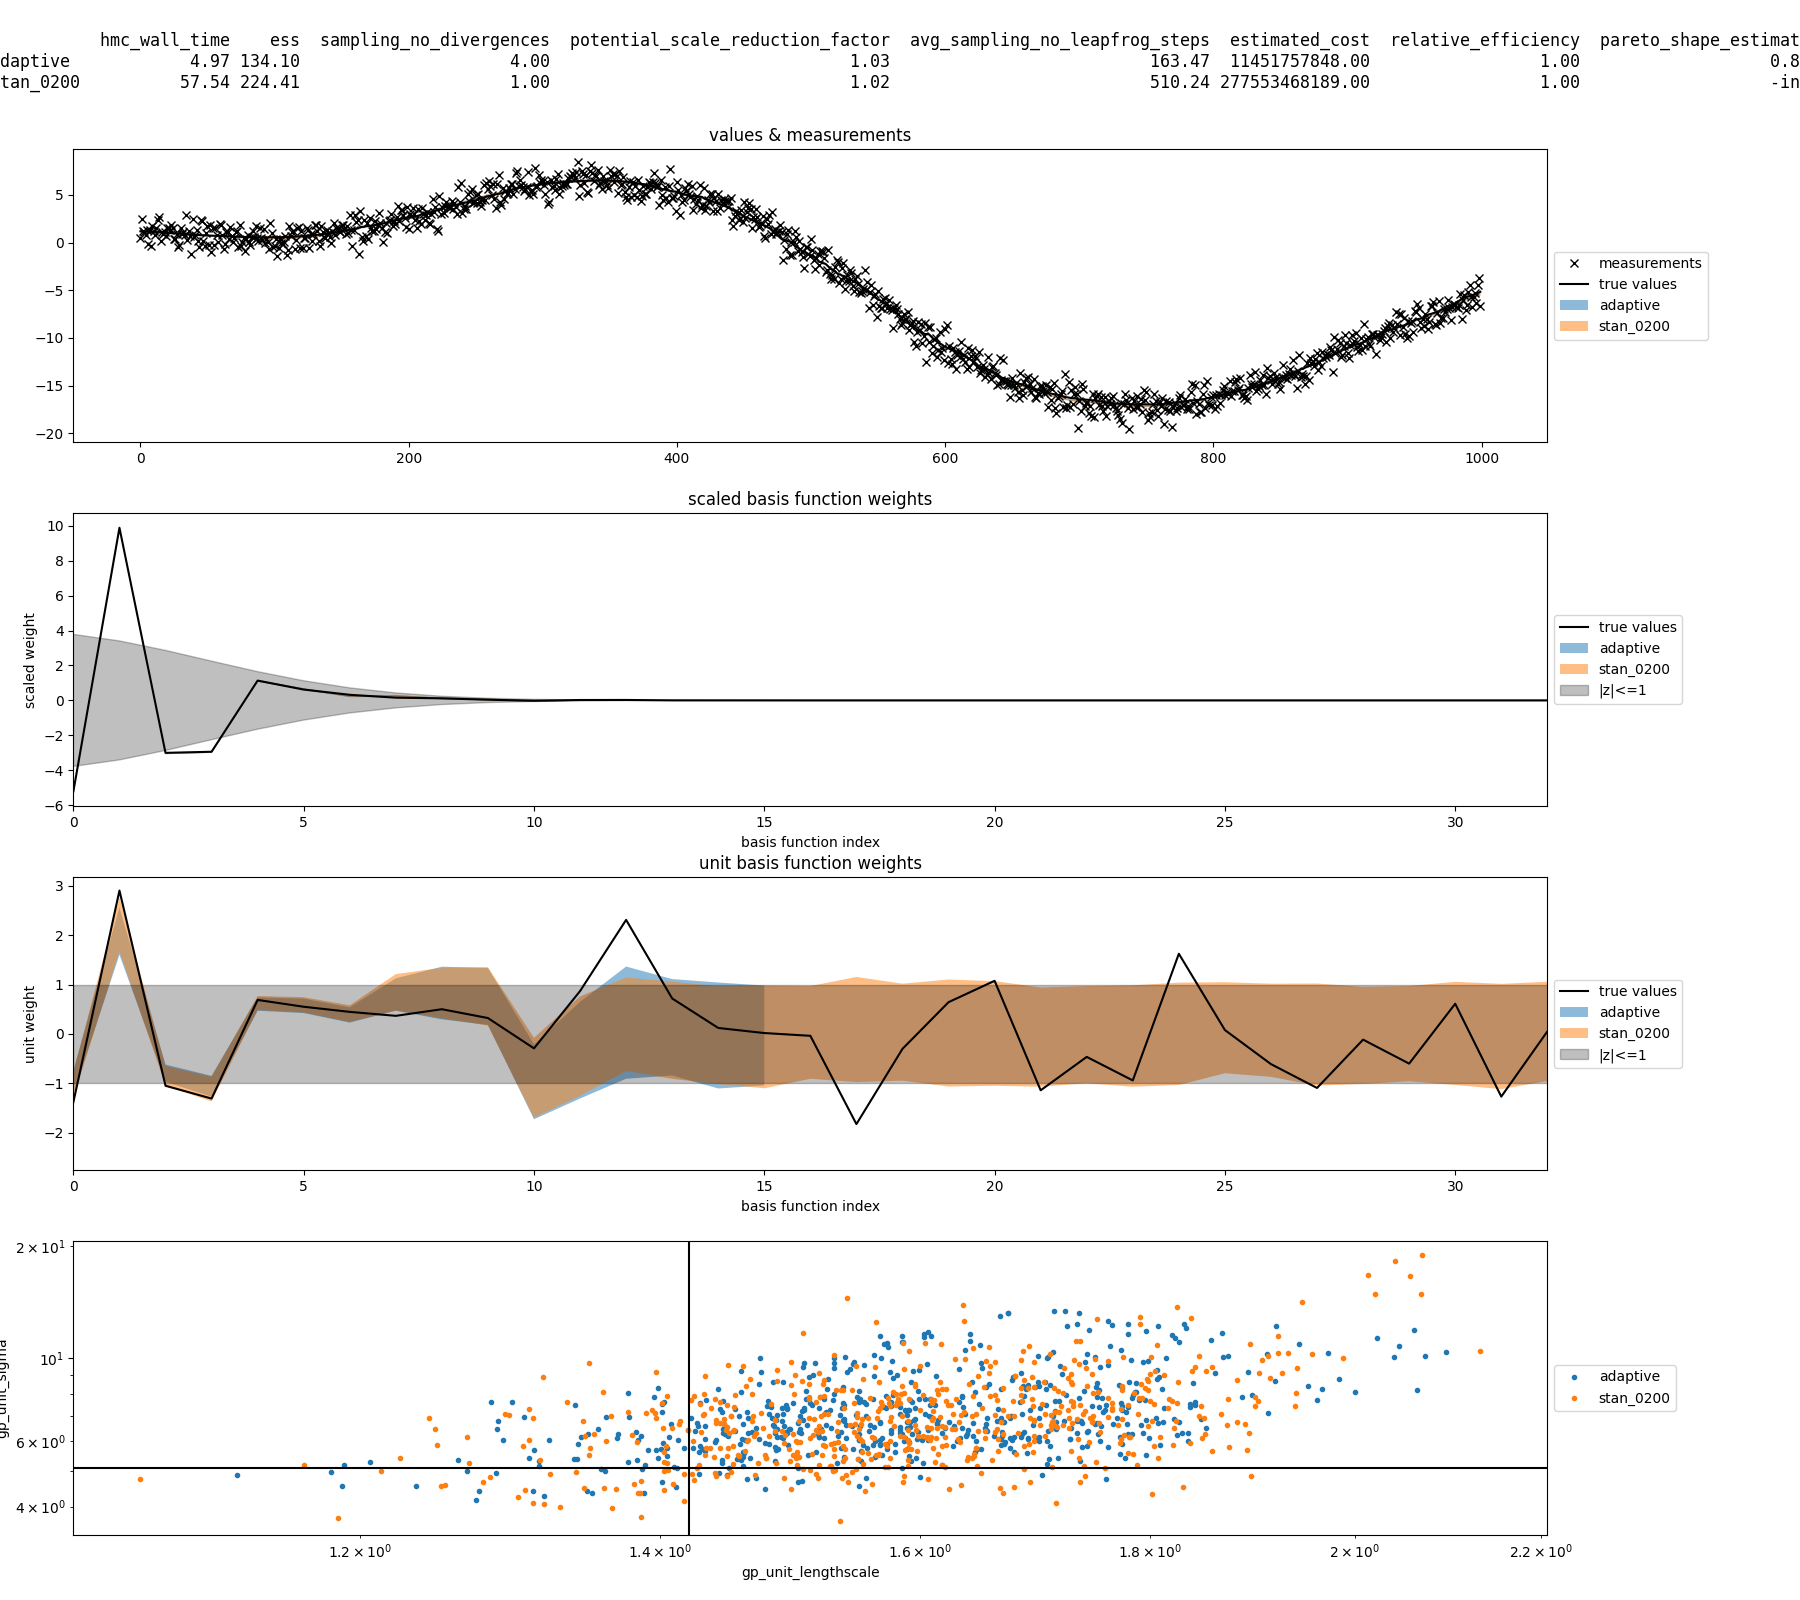 hmc_wall_time ess sampling_no_divergences potential_scale_reduction_factor avg_sampling_no_leapfrog_steps estimated_cost relative_efficiency pareto_shape_estimat
daptive 4.97 134.10 4.00 1.03 163.47 11451757848.00 1.00 0.8
tan_0200 57.54 224.41 1.00 1.02 510.24 277553468189.00 1.00 -in
values & measurements
5
0
−5
−10
−15
−20
0 200 400 600 800 1000
measurements
true values
adaptive
stan_0200
scaled basis function weights
scaled weight
10
8
6
4
2
0
−2
−4
−6
0 5 10 15 20 25 30
basis function index
true values
adaptive
stan_0200
|z|<=1
unit basis function weights
unit weight
3
2
1
0
−1
−2
0 5 10 15 20 25 30
basis function index
true values
adaptive
stan_0200
|z|<=1
gp_unit_sigma
2 × 10¹
10¹
6 × 10⁰
4 × 10⁰
1.2 × 10⁰ 1.4 × 10⁰ 1.6 × 10⁰ 1.8 × 10⁰ 2 × 10⁰ 2.2 × 10⁰
gp_unit_lengthscale
adaptive
stan_0200